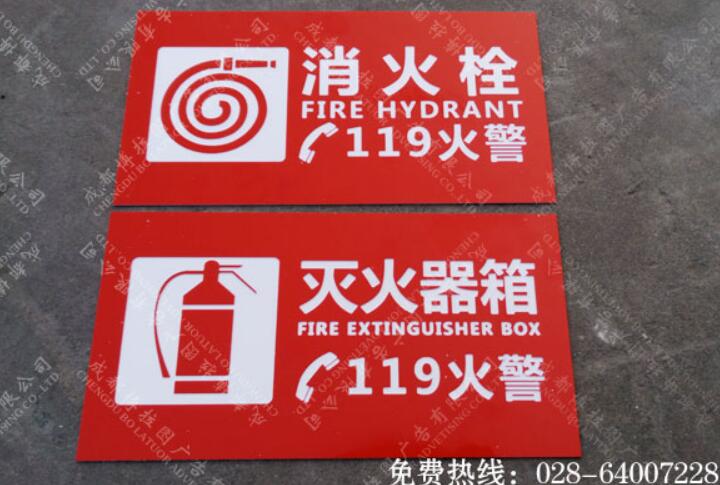 消火栓
FIRE HYDRANT
119火警
灭火器箱
FIRE EXTINGUISHER BOX
119火警
免费热线：028-64007228